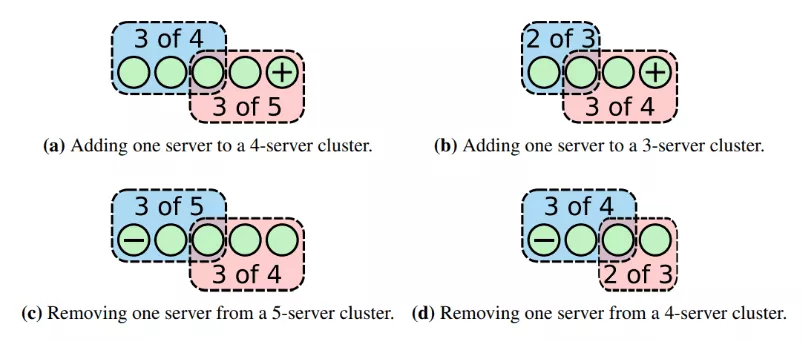 3 of 4
+
3 of 5
(a) Adding one server to a 4-server cluster.
2 of 3
+
3 of 4
(b) Adding one server to a 3-server cluster.
3 of 5
−
3 of 4
(c) Removing one server from a 5-server cluster.
3 of 4
−
2 of 3
(d) Removing one server from a 4-server cluster.